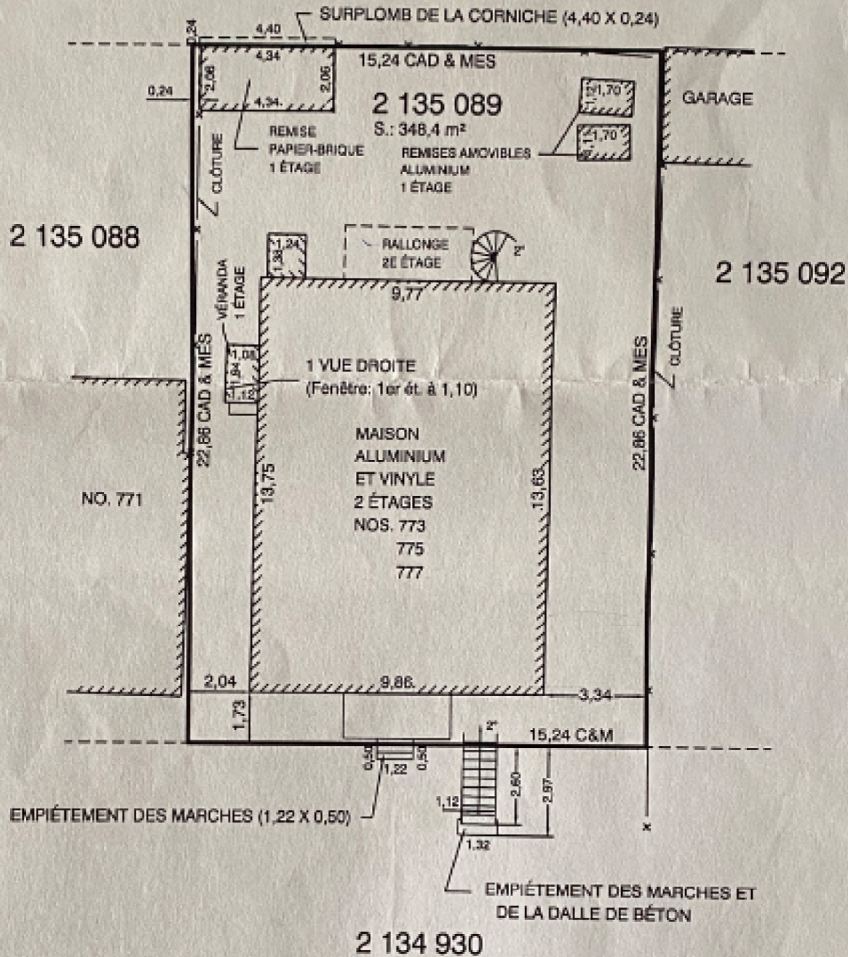 SURPLOMB DE LA CORNICHE (4,40 X 0,24)
0,24
4,40
4,34
15,24 CAD & MES
2,06
2,06
0,24
4,34
2 135 089
S.: 348,4 m²
1,70
GARAGE
REMISE
PAPIER-BRIQUE
1 ÉTAGE
REMISES AMOVIBLES
ALUMINIUM
1 ÉTAGE
1,70
CLÔTURE
2 135 088
1,24
1,38
RALLONGE
2E ÉTAGE
2 135 092
VÉRANDA
1 ÉTAGE
9,77
CLÔTURE
22,86 CAD & MES
1,08
1,84
1,12
1 VUE DROITE
(Fenêtre: 1er ét. à 1,10)
22,86 CAD & MES
MAISON
ALUMINIUM
ET VINYLE
2 ÉTAGES
NOS. 773
775
777
13,75
13,63
NO. 771
2,04
9,86
3,34
1,73
15,24 C&M
0,50
1,22
0,50
2,60
2,97
EMPIÉTEMENT DES MARCHES (1,22 X 0,50)
1,12
1,32
EMPIÉTEMENT DES MARCHES ET
DE LA DALLE DE BÉTON
2 134 930